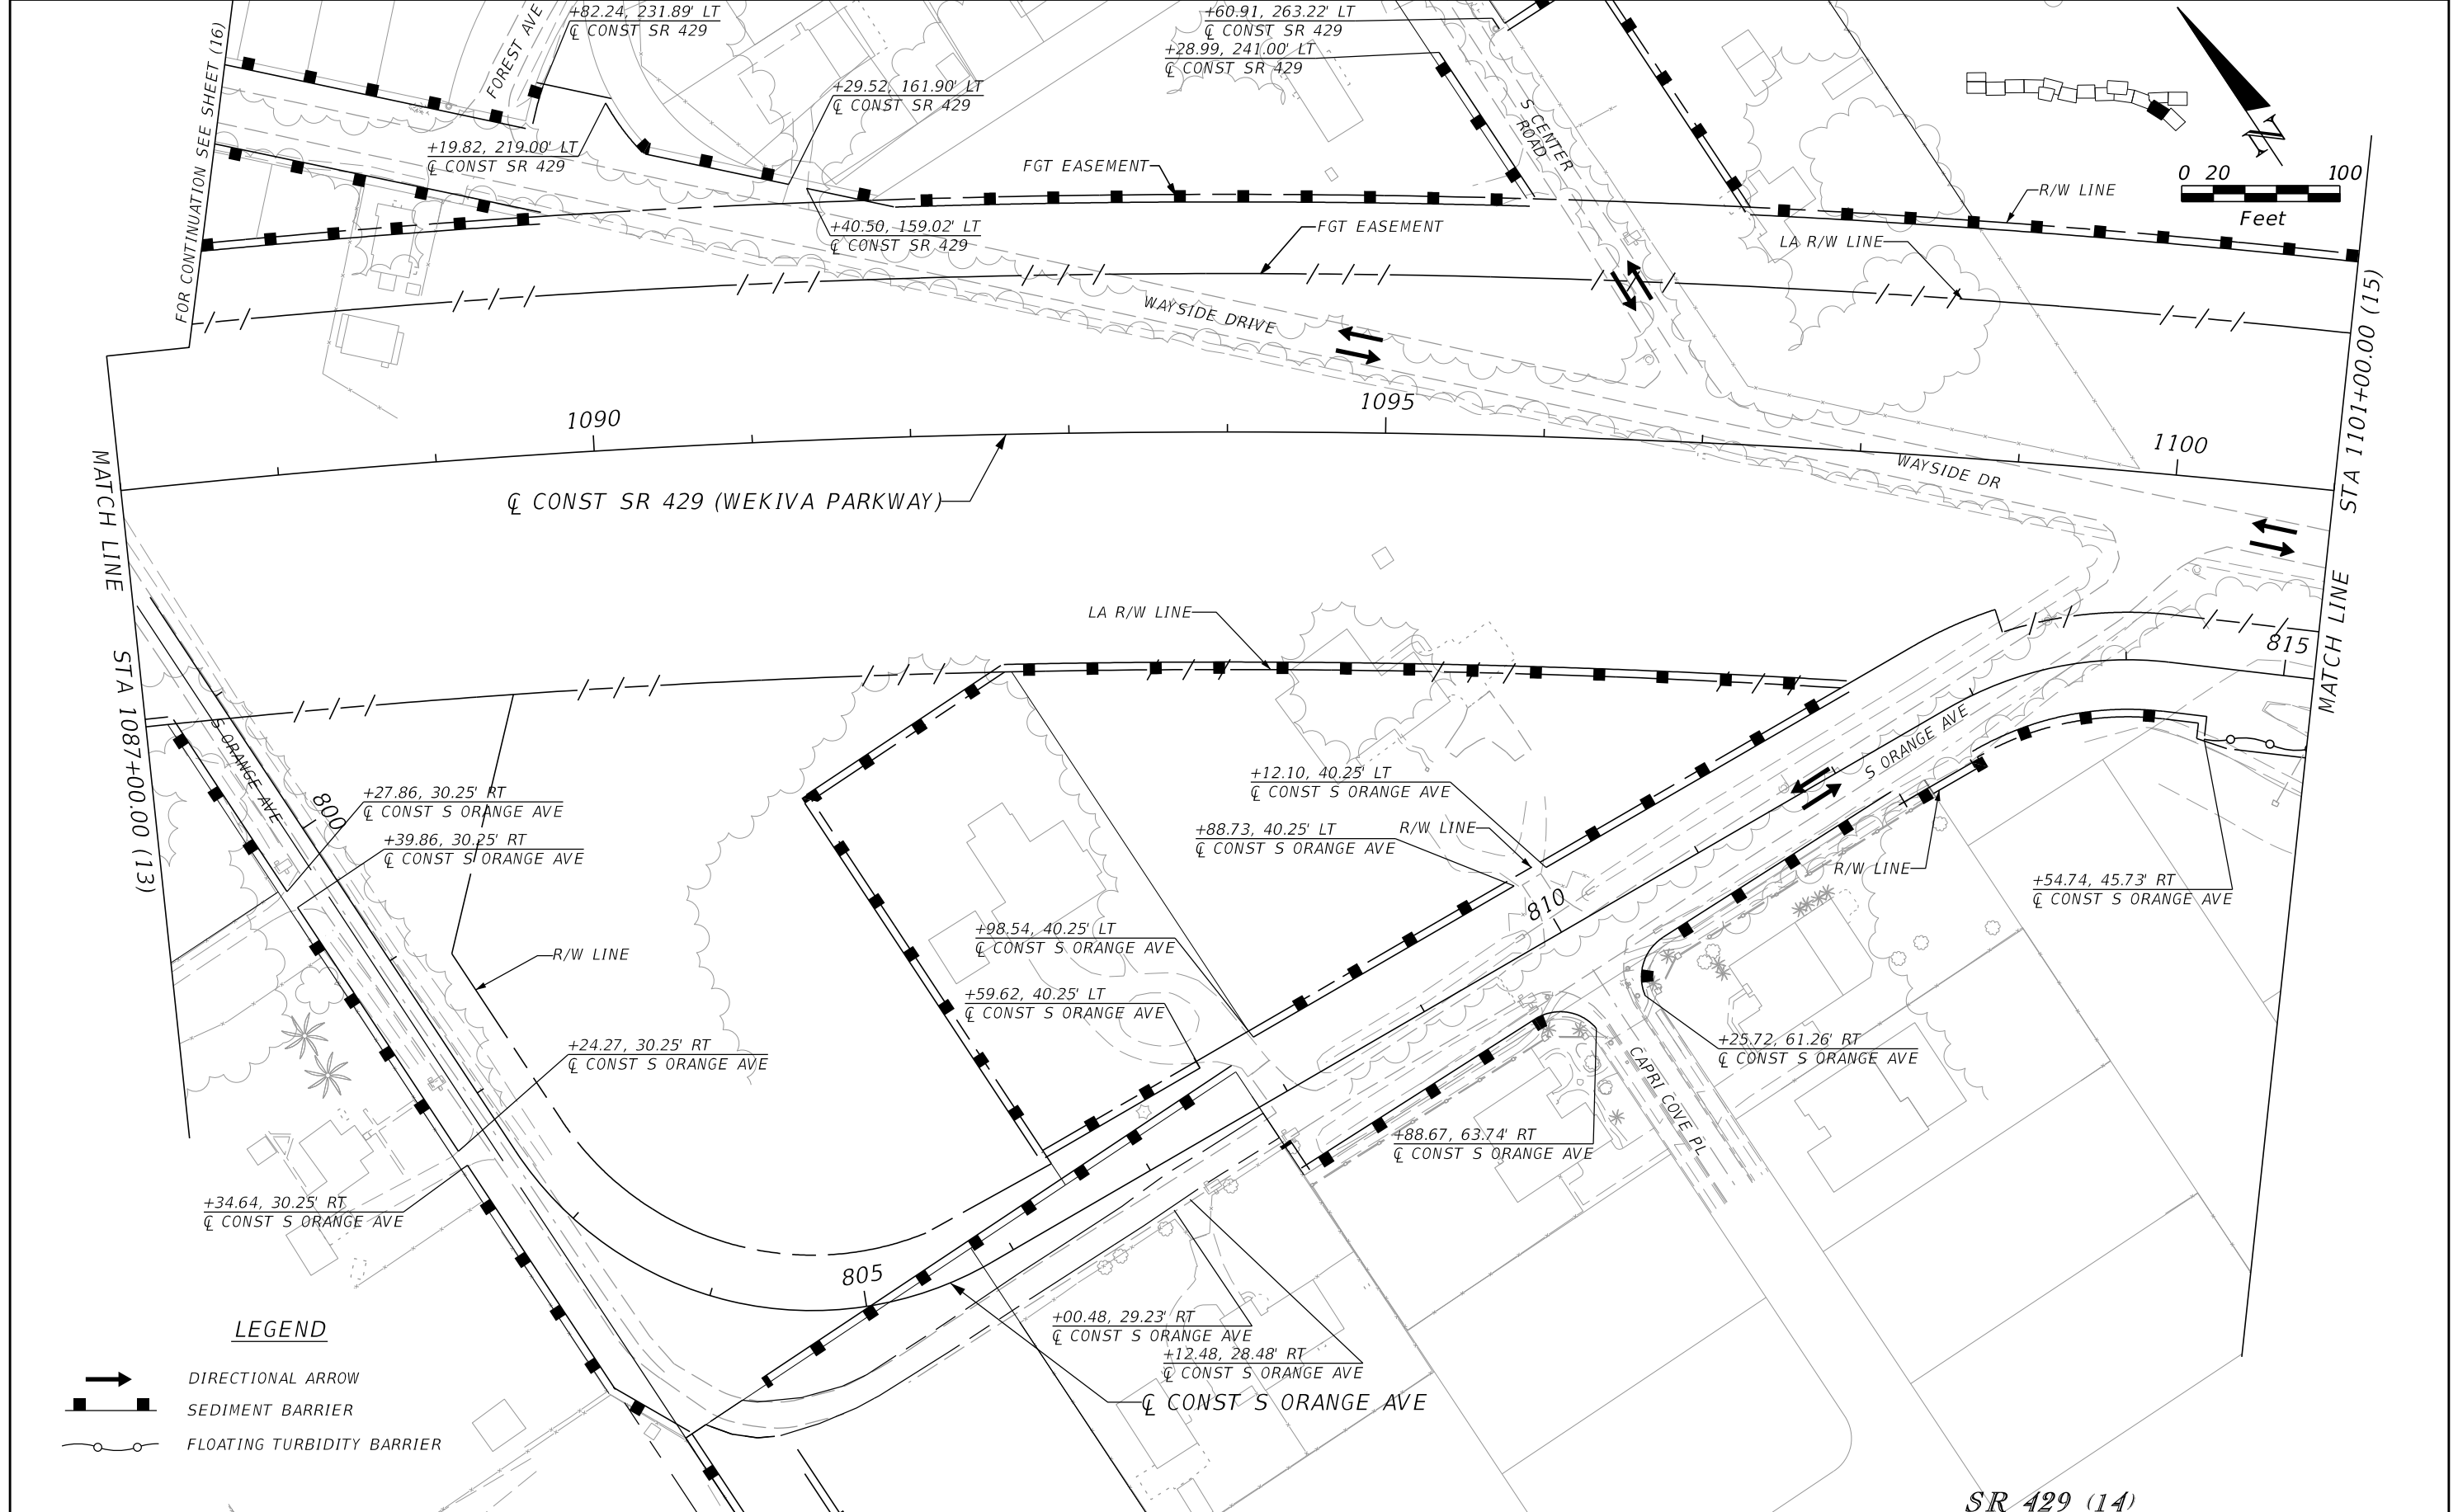 +82.24, 231.89' LT
℄ CONST SR 429
+60.91, 263.22' LT
℄ CONST SR 429
+28.99, 241.00' LT
℄ CONST SR 429
FOREST AVE
FOR CONTINUATION SEE SHEET (16)
+29.52, 161.90' LT
℄ CONST SR 429
+19.82, 219.00' LT
℄ CONST SR 429
FGT EASEMENT
S CENTER
ROAD
N
0 20 100
Feet
R/W LINE
+40.50, 159.02' LT
℄ CONST SR 429
FGT EASEMENT
LA R/W LINE
WAYSIDE DRIVE
1090
1095
1100
WAYSIDE DR
℄ CONST SR 429 (WEKIVA PARKWAY)
MATCH LINE STA 1087+00.00 (13)
MATCH LINE STA 1101+00.00 (15)
LA R/W LINE
815
S ORANGE AVE
S ORANGE AVE
800
+27.86, 30.25' RT
℄ CONST S ORANGE AVE
+39.86, 30.25' RT
℄ CONST S ORANGE AVE
+12.10, 40.25' LT
℄ CONST S ORANGE AVE
+88.73, 40.25' LT
℄ CONST S ORANGE AVE
R/W LINE
R/W LINE
+54.74, 45.73' RT
℄ CONST S ORANGE AVE
810
+98.54, 40.25' LT
℄ CONST S ORANGE AVE
R/W LINE
+59.62, 40.25' LT
℄ CONST S ORANGE AVE
+24.27, 30.25' RT
℄ CONST S ORANGE AVE
+25.72, 61.26' RT
℄ CONST S ORANGE AVE
CAPRI COVE PL
+88.67, 63.74' RT
℄ CONST S ORANGE AVE
+34.64, 30.25' RT
℄ CONST S ORANGE AVE
805
+00.48, 29.23' RT
℄ CONST S ORANGE AVE
+12.48, 28.48' RT
℄ CONST S ORANGE AVE
℄ CONST S ORANGE AVE
LEGEND
DIRECTIONAL ARROW
SEDIMENT BARRIER
FLOATING TURBIDITY BARRIER
SR 429 (14)